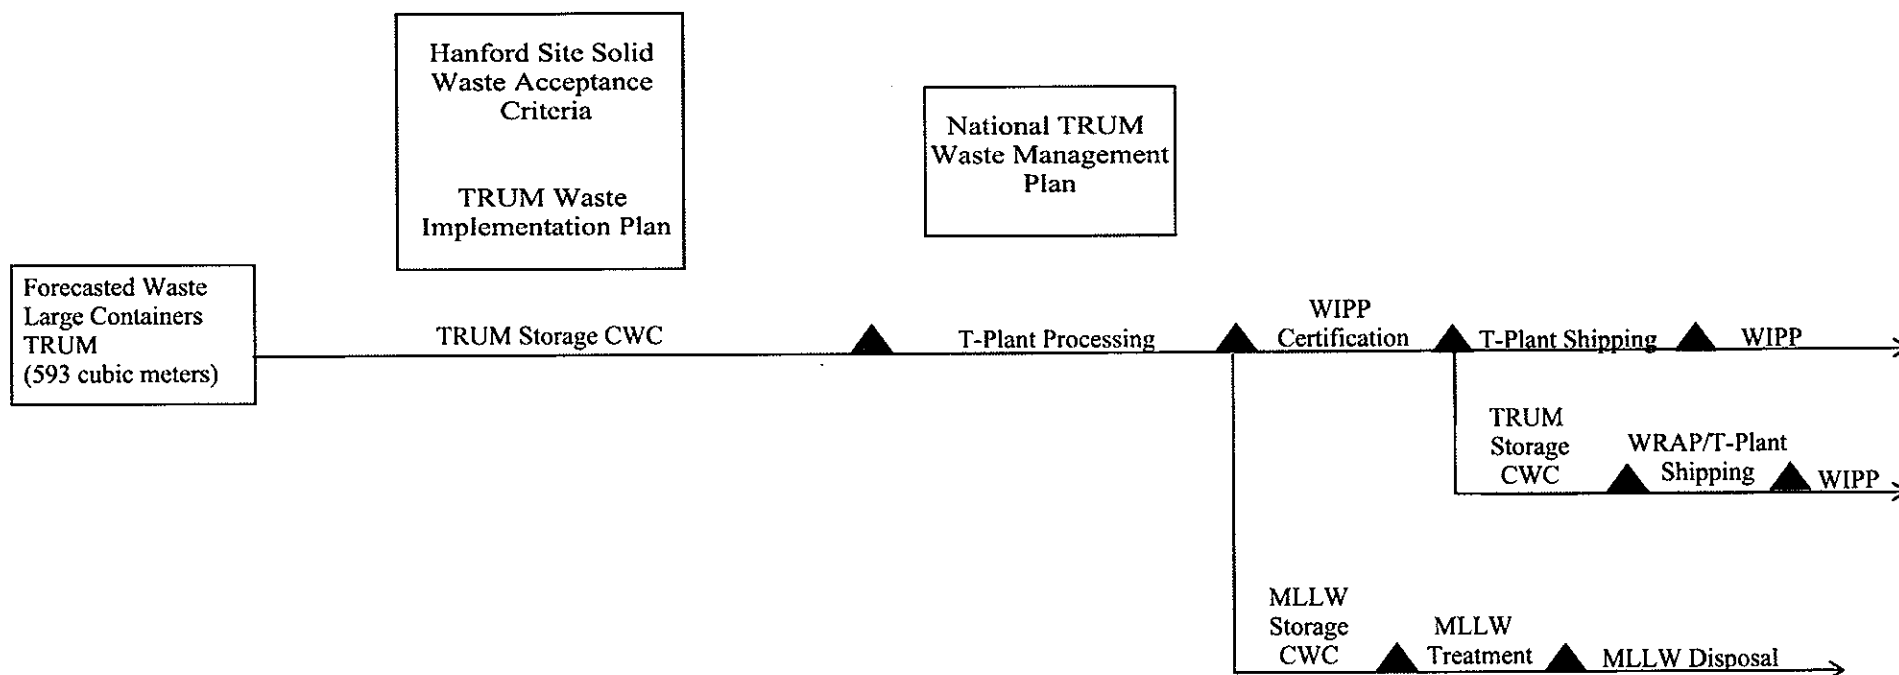 Hanford Site Solid
Waste Acceptance
Criteria
TRUM Waste
Implementation Plan
National TRUM
Waste Management
Plan
Forecasted Waste
Large Containers
TRUM
(593 cubic meters)
TRUM Storage CWC
T-Plant Processing
WIPP
Certification
T-Plant Shipping
WIPP
TRUM
Storage
CWC
WRAP/T-Plant
Shipping
WIPP
MLLW
Storage
CWC
MLLW
Treatment
MLLW Disposal